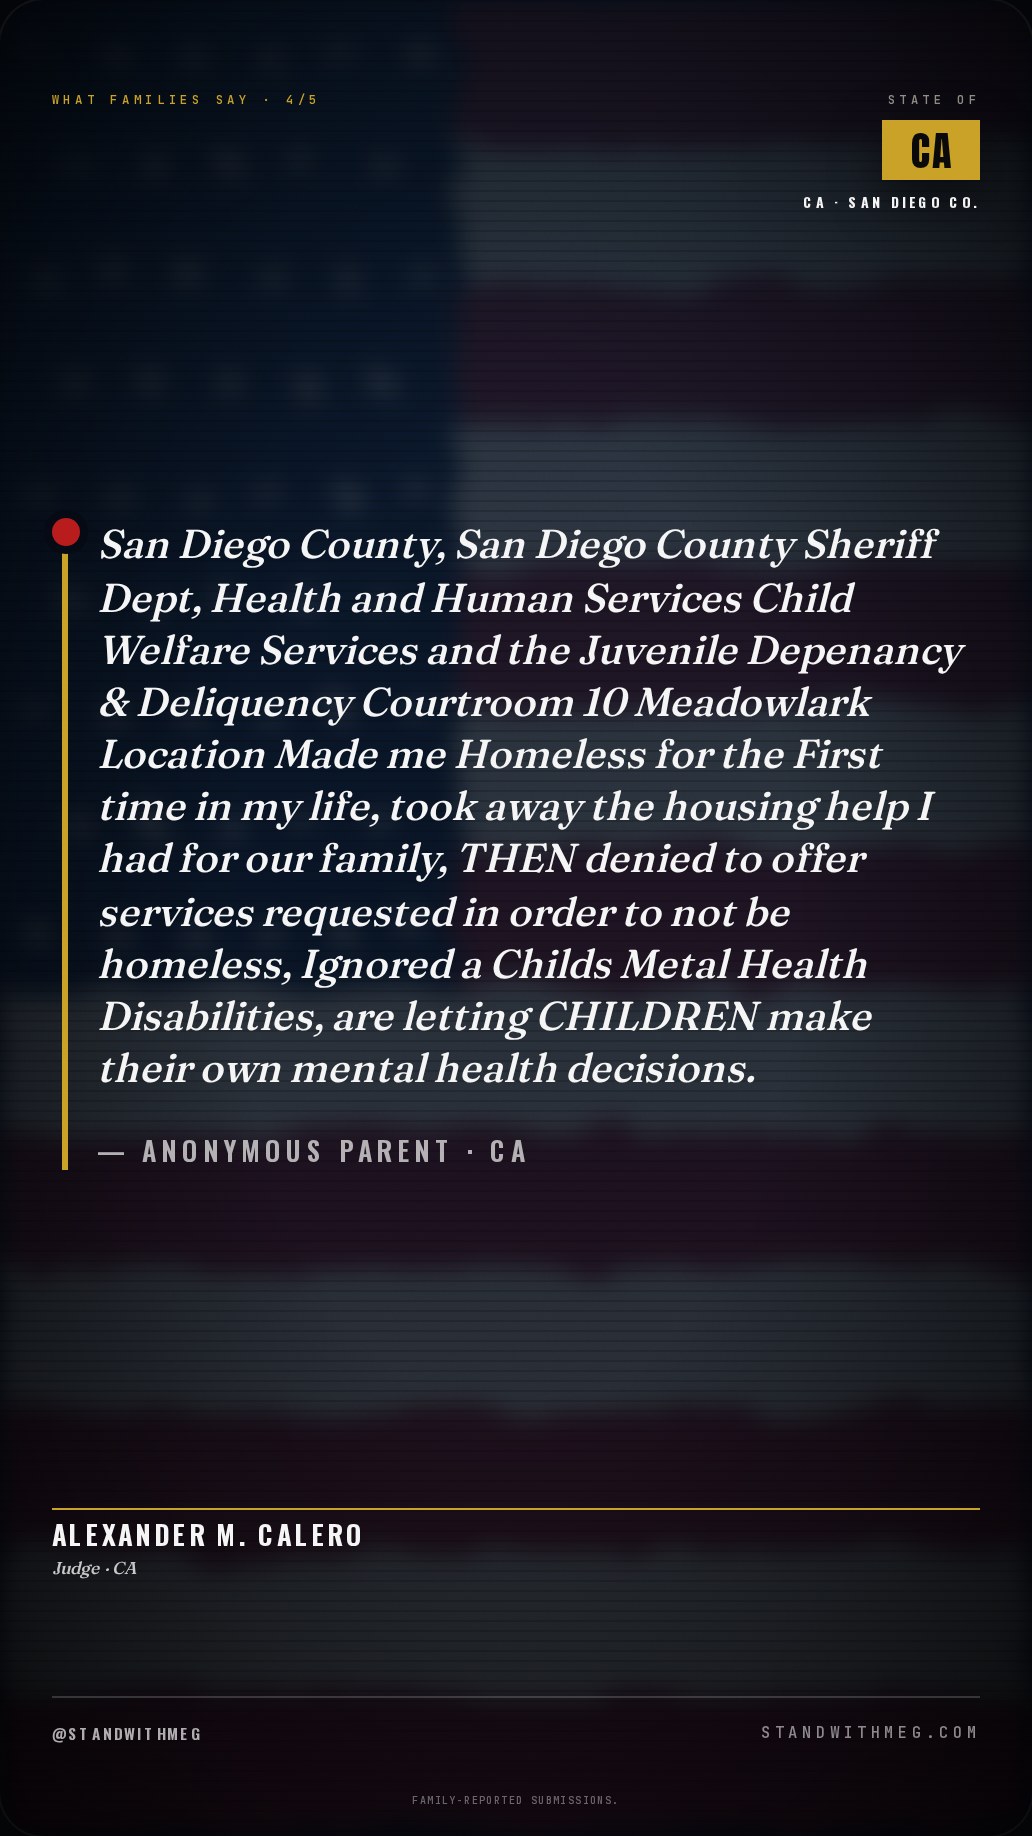 WHAT FAMILIES SAY · 4/5
STATE OF
CA
CA · SAN DIEGO CO.
San Diego County, San Diego County Sheriff
Dept, Health and Human Services Child
Welfare Services and the Juvenile Depenancy
& Deliquency Courtroom 10 Meadowlark
Location Made me Homeless for the First
time in my life, took away the housing help I
had for our family, THEN denied to offer
services requested in order to not be
homeless, Ignored a Childs Metal Health
Disabilities, are letting CHILDREN make
their own mental health decisions.
— ANONYMOUS PARENT · CA
ALEXANDER M. CALERO
Judge · CA
@STANDWITHMEG
STANDWITHMEG.COM
FAMILY-REPORTED SUBMISSIONS.